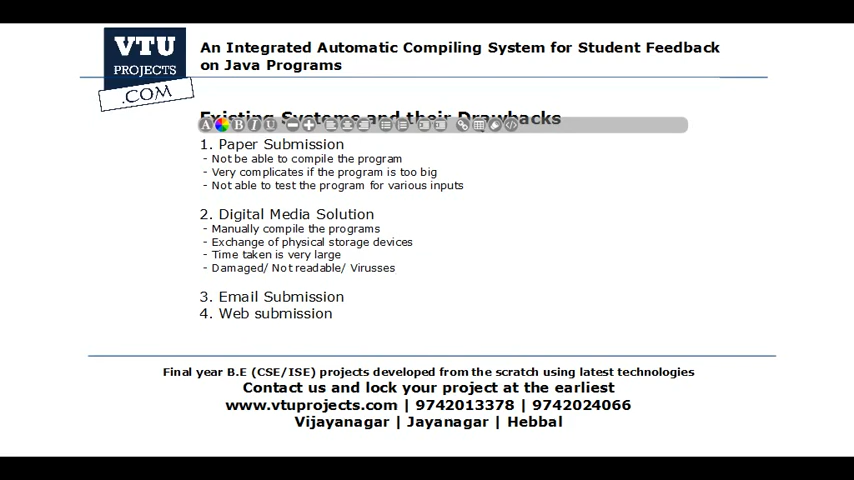 VTU
PROJECTS
.COM
An Integrated Automatic Compiling System for Student Feedback
on Java Programs
Existing Systems and their Drawbacks
1. Paper Submission
- Not be able to compile the program
- Very complicates if the program is too big
- Not able to test the program for various inputs
2. Digital Media Solution
- Manually compile the programs
- Exchange of physical storage devices
- Time taken is very large
- Damaged/ Not readable/ Virusses
3. Email Submission
4. Web submission
Final year B.E (CSE/ISE) projects developed from the scratch using latest technologies
Contact us and lock your project at the earliest
www.vtuprojects.com | 9742013378 | 9742024066
Vijayanagar | Jayanagar | Hebbal